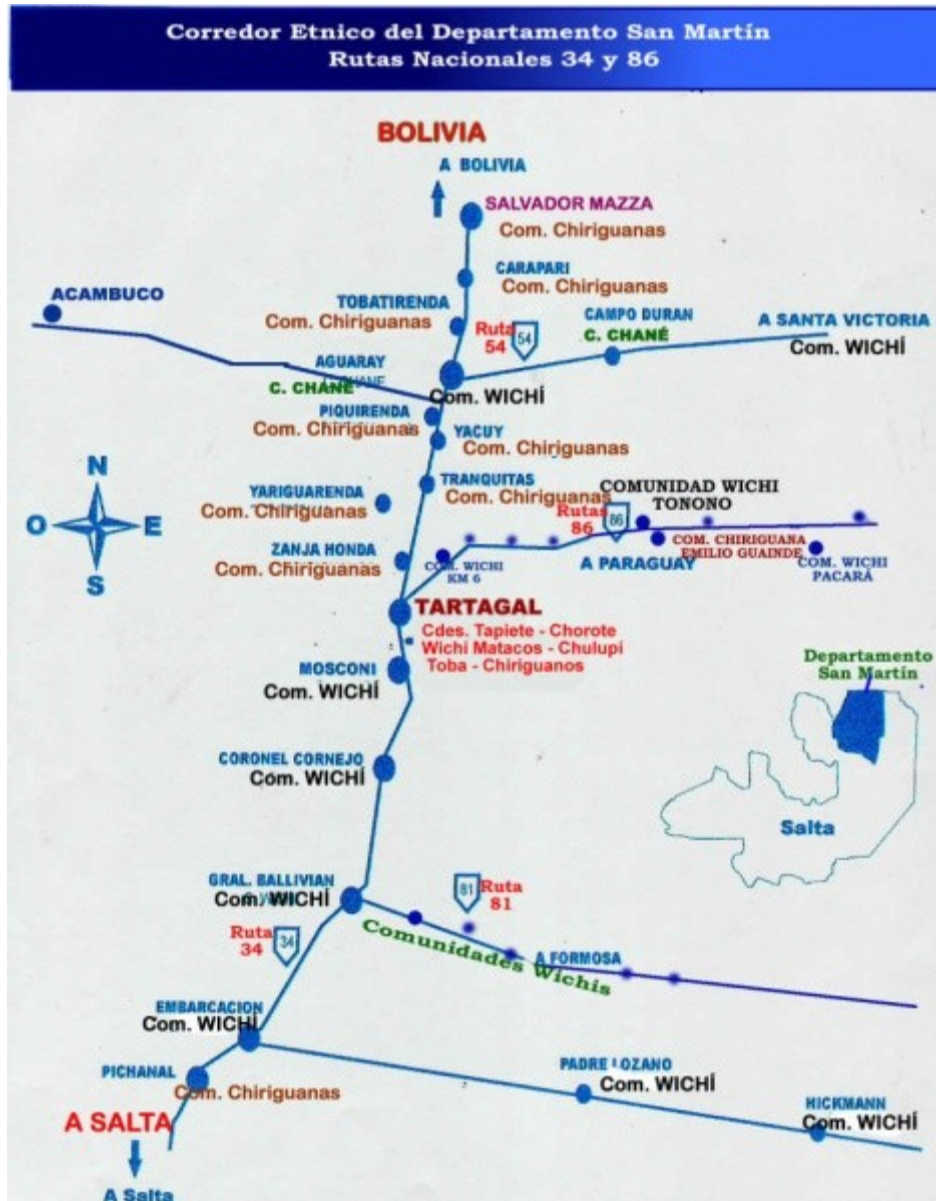 Corredor Etnico del Departamento San Martín
Rutas Nacionales 34 y 86
BOLIVIA
A BOLIVIA
SALVADOR MAZZA
Com. Chiriguanas
CARAPARI
Com. Chiriguanas
ACAMBUCO
TOBATIRENDA
Com. Chiriguanas
Ruta
54
54
CAMPO DURAN
C. CHANÉ
A SANTA VICTORIA
Com. WICHÍ
AGUARAY
C. CHANÉ
Com. WICHÍ
PIQUIRENDA
Com. Chiriguanas
YACUY
Com. Chiriguanas
TRANQUITAS
Com. Chiriguanas
YARIGUARENDA
Com. Chiriguanas
N
O
E
S
Rutas
86
86
COMUNIDAD WICHI
TONONO
COM. CHIRIGUANA
EMILIO GUAINDE
A PARAGUAY
COM. WICHI
PACARÁ
ZANJA HONDA
Com. Chiriguanas
COM. WICHI
KM 6
TARTAGAL
Cdes. Tapiete - Chorote
Wichi Matacos - Chulupi
Toba - Chiriguanos
MOSCONI
Com. WICHÍ
Departamento
San Martín
Salta
CORONEL CORNEJO
Com. WICHÍ
GRAL. BALLIVIAN
Com. WICHÍ
81
Ruta
81
Ruta
34
34
Comunidades Wichis
A FORMOSA
EMBARCACION
Com. WICHÍ
PICHANAL
Com. Chiriguanas
PADRE LOZANO
Com. WICHÍ
HICKMANN
Com. WICHÍ
A SALTA
A Salta